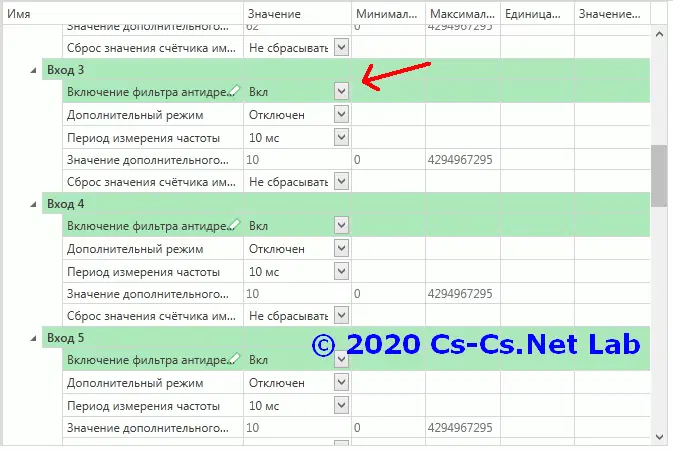 Имя Значение Минимал... Максимал... Единица... Значение...
Значение дополнительного... 62 0 4294967295
Сброс значения счётчика им... Не сбрасывать
Вход 3
Включение фильтра антидре... Вкл
Дополнительный режим Отключен
Период измерения частоты 10 мс
Значение дополнительного... 10 0 4294967295
Сброс значения счётчика им... Не сбрасывать
Вход 4
Включение фильтра антидре... Вкл
Дополнительный режим Отключен
Период измерения частоты 10 мс
Значение дополнительного... 10 0 4294967295
Сброс значения счётчика им... Не сбрасывать
Вход 5
Включение фильтра антидре... Вкл
© 2020 Cs-Cs.Net Lab
Дополнительный режим Отключен
Период измерения частоты 10 мс
Значение дополнительного... 10 0 4294967295